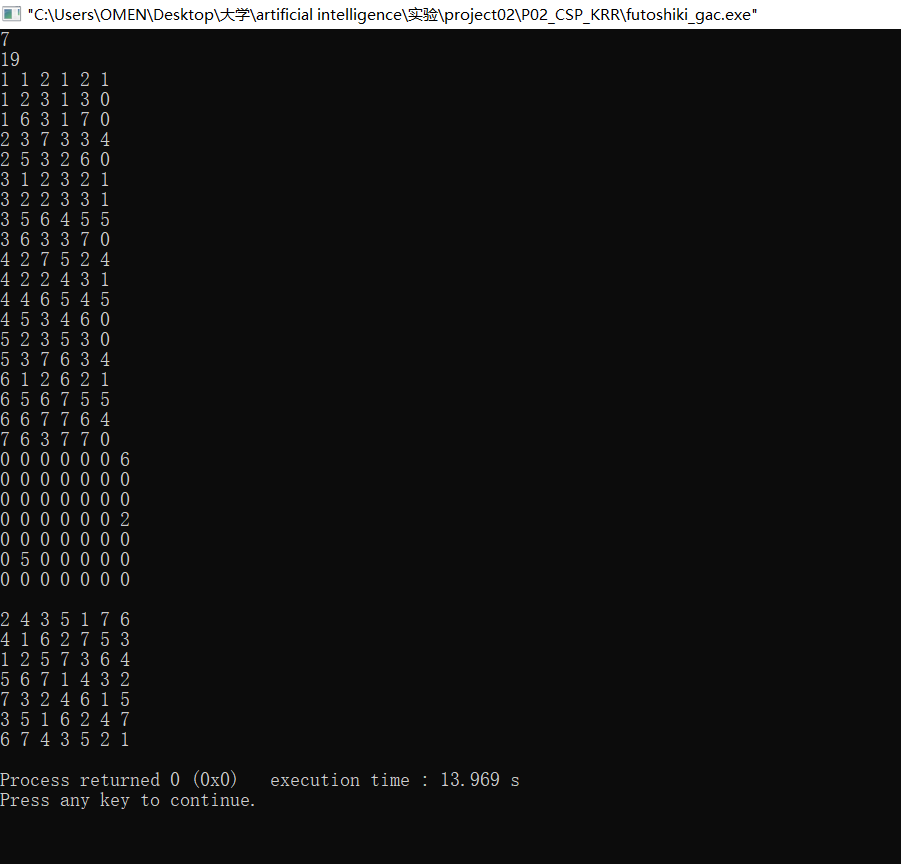 "C:\Users\OMEN\Desktop\大学\artificial intelligence\实验\project02\P02_CSP_KRR\futoshiki_gac.exe"
7
19
1 1 2 1 2 1
1 2 3 1 3 0
1 6 3 1 7 0
2 3 7 3 3 4
2 5 3 2 6 0
3 1 2 3 2 1
3 2 2 3 3 1
3 5 6 4 5 5
3 6 3 3 7 0
4 2 7 5 2 4
4 2 2 4 3 1
4 4 6 5 4 5
4 5 3 4 6 0
5 2 3 5 3 0
5 3 7 6 3 4
6 1 2 6 2 1
6 5 6 7 5 5
6 6 7 7 6 4
7 6 3 7 7 0
0 0 0 0 0 0 6
0 0 0 0 0 0 0
0 0 0 0 0 0 0
0 0 0 0 0 0 2
0 0 0 0 0 0 0
0 5 0 0 0 0 0
0 0 0 0 0 0 0
2 4 3 5 1 7 6
4 1 6 2 7 5 3
1 2 5 7 3 6 4
5 6 7 1 4 3 2
7 3 2 4 6 1 5
3 5 1 6 2 4 7
6 7 4 3 5 2 1
Process returned 0 (0x0)   execution time : 13.969 s
Press any key to continue.